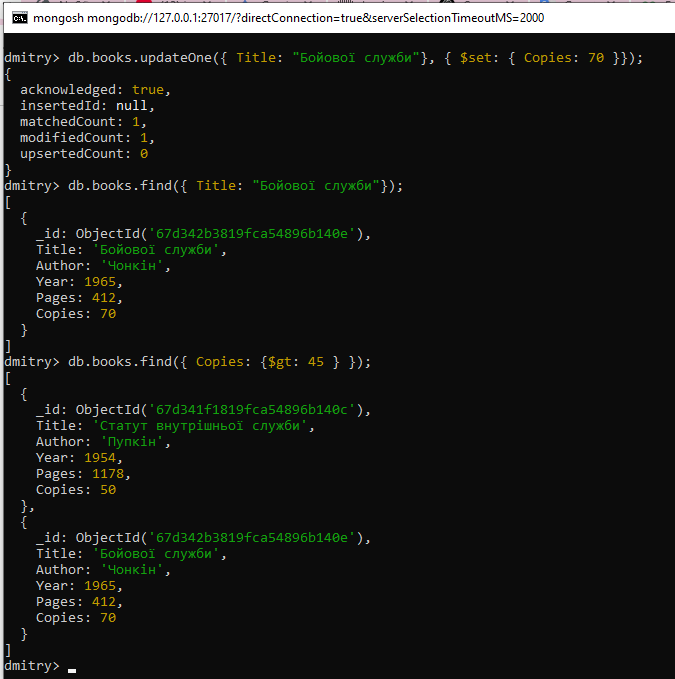 mongosh mongodb://127.0.0.1:27017/?directConnection=true&serverSelectionTimeoutMS=2000
dmitry> db.books.updateOne({ Title: "Бойової служби"}, { $set: { Copies: 70 }});
{
  acknowledged: true,
  insertedId: null,
  matchedCount: 1,
  modifiedCount: 1,
  upsertedCount: 0
}
dmitry> db.books.find({ Title: "Бойової служби"});
[
  {
    _id: ObjectId('67d342b3819fca54896b140e'),
    Title: 'Бойової служби',
    Author: 'Чонкін',
    Year: 1965,
    Pages: 412,
    Copies: 70
  }
]
dmitry> db.books.find({ Copies: {$gt: 45 } });
[
  {
    _id: ObjectId('67d341f1819fca54896b140c'),
    Title: 'Статут внутрішньої служби',
    Author: 'Пупкін',
    Year: 1954,
    Pages: 1178,
    Copies: 50
  },
  {
    _id: ObjectId('67d342b3819fca54896b140e'),
    Title: 'Бойової служби',
    Author: 'Чонкін',
    Year: 1965,
    Pages: 412,
    Copies: 70
  }
]
dmitry>